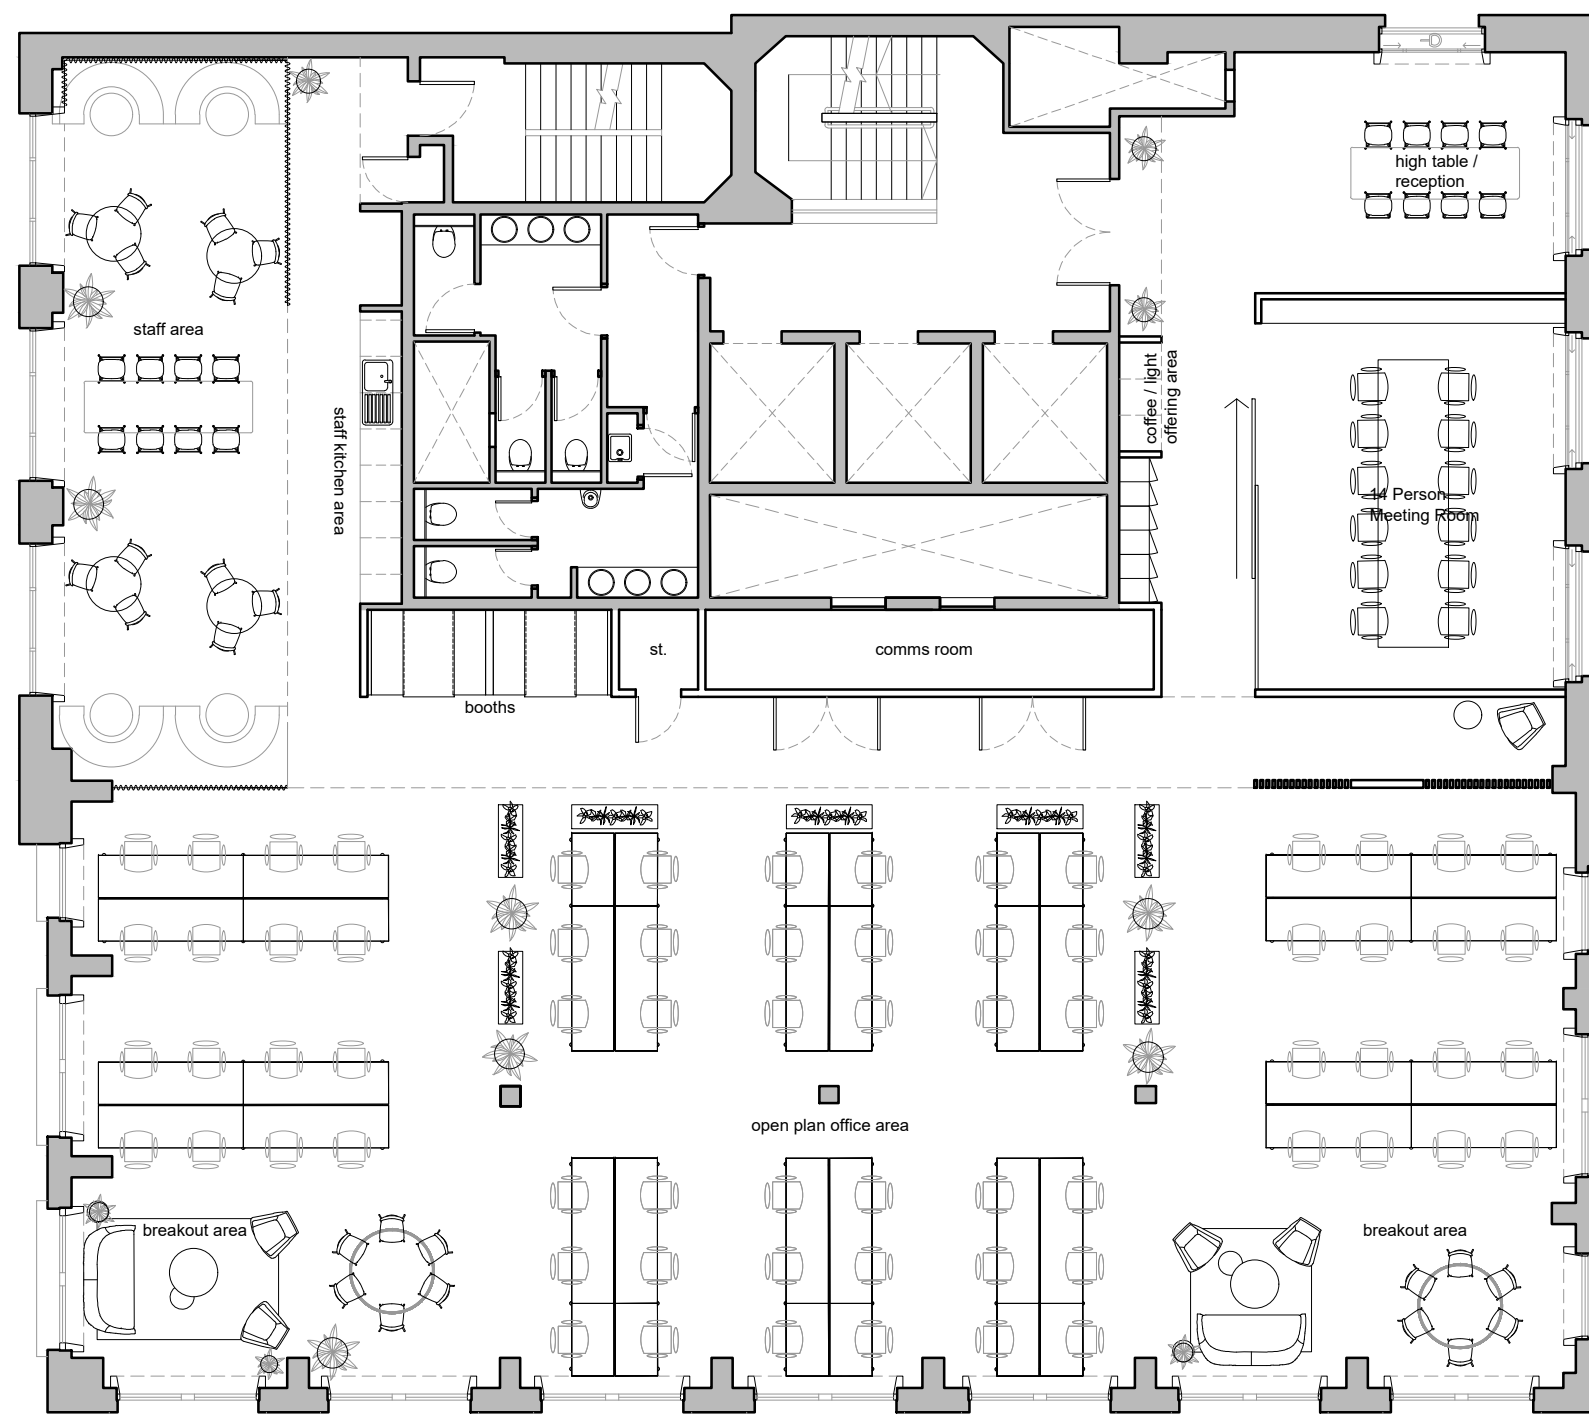 high table /
reception
staff area
coffee / light
offering area
staff kitchen area
14 Person
Meeting Room
st.
comms room
booths
open plan office area
breakout area
breakout area